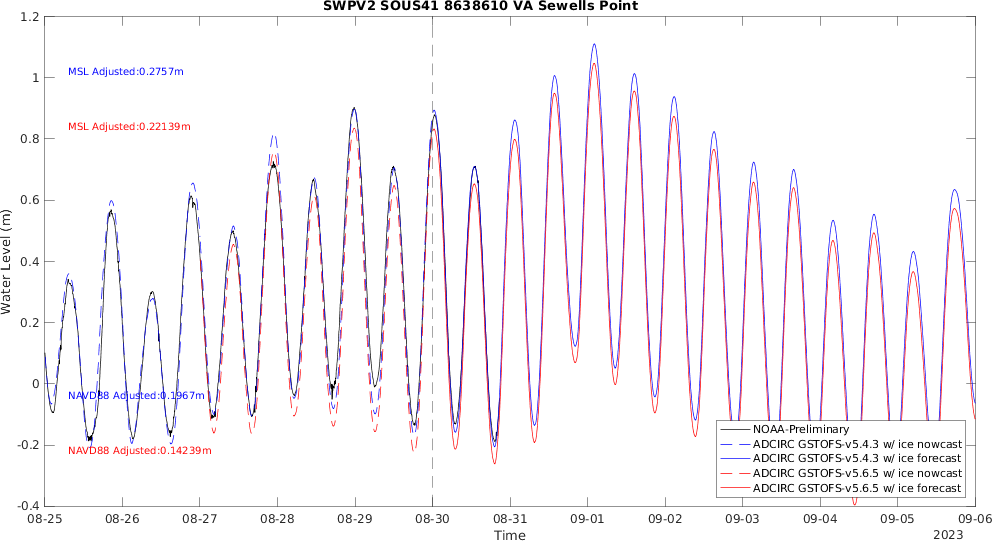 SWPV2 SOUS41 8638610 VA Sewells Point
1.2
1
0.8
0.6
0.4
0.2
0
-0.2
-0.4
Water Level (m)
MSL Adjusted:0.2757m
MSL Adjusted:0.22139m
NAVD88 Adjusted:0.1967m
NAVD88 Adjusted:0.14239m
NOAA-Preliminary
ADCIRC GSTOFS-v5.4.3 w/ ice nowcast
ADCIRC GSTOFS-v5.4.3 w/ ice forecast
ADCIRC GSTOFS-v5.6.5 w/ ice nowcast
ADCIRC GSTOFS-v5.6.5 w/ ice forecast
08-25 08-26 08-27 08-28 08-29 08-30 08-31 09-01 09-02 09-03 09-04 09-05 09-06
Time
2023